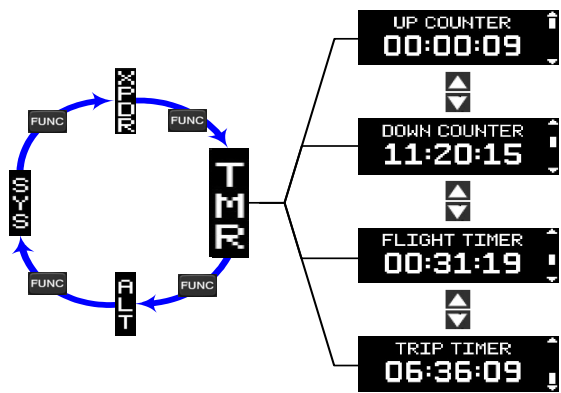 XPDR
FUNC
FUNC
TMR
SYS
FUNC
FUNC
ALT
UP COUNTER
00:00:09
DOWN COUNTER
11:20:15
FLIGHT TIMER
00:31:19
TRIP TIMER
06:36:09